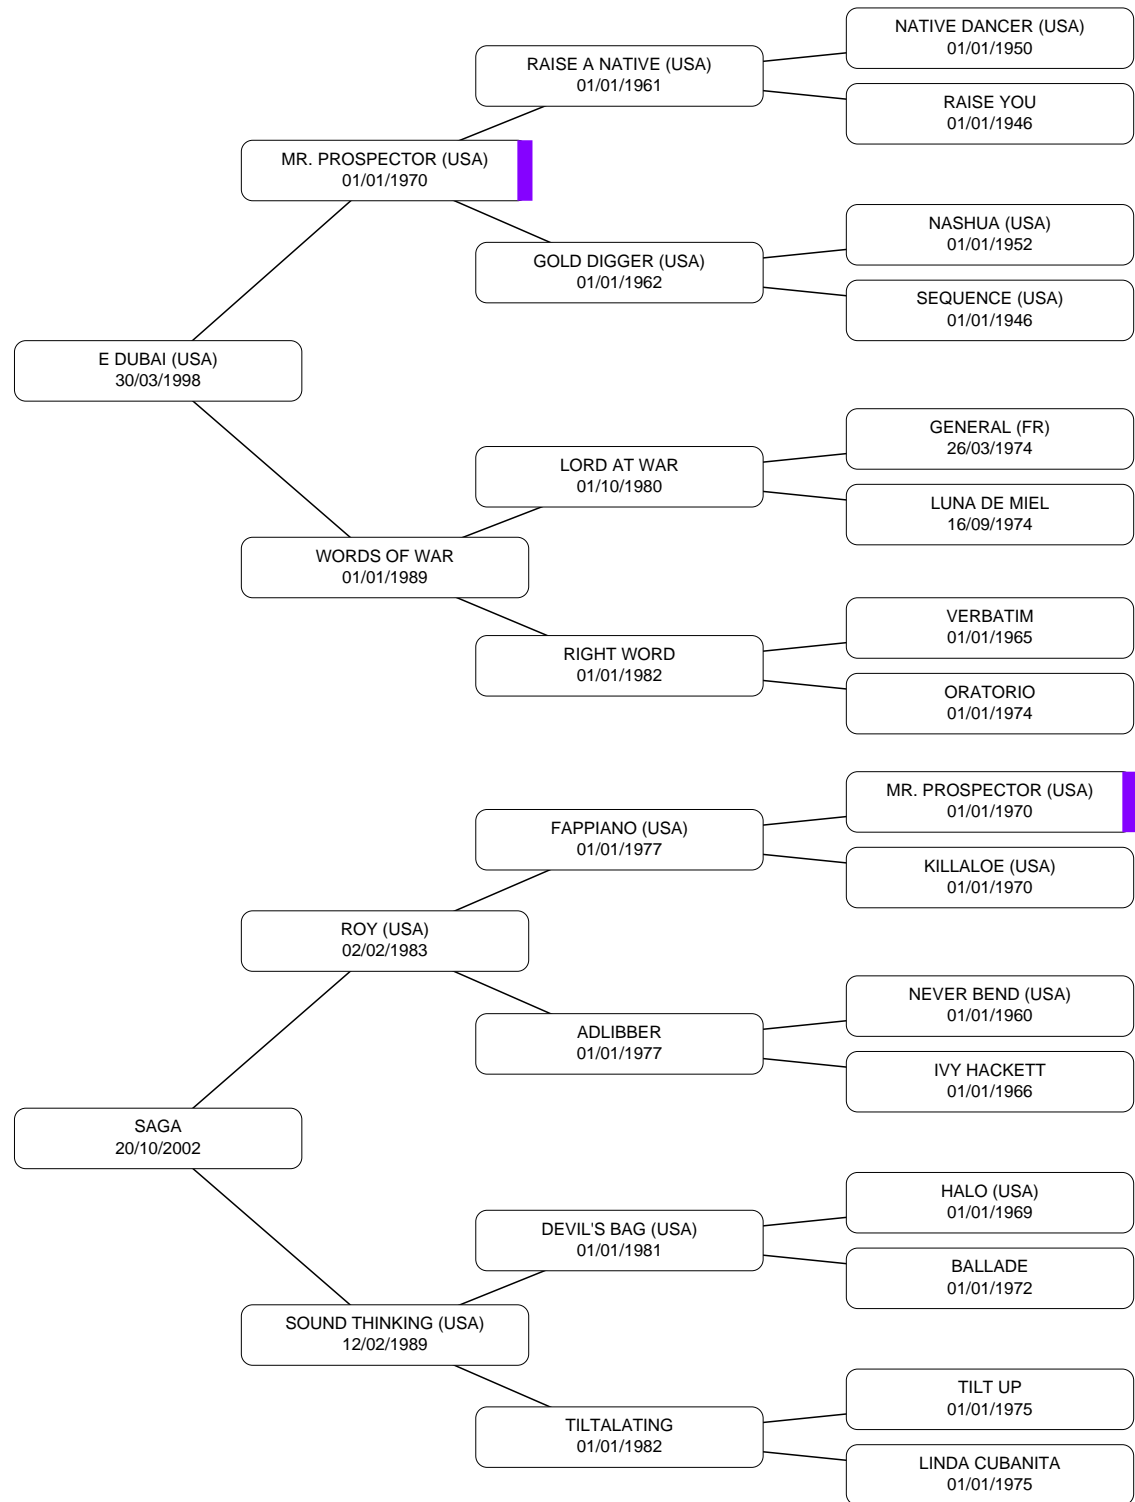 NATIVE DANCER (USA)
01/01/1950
RAISE A NATIVE (USA)
01/01/1961
RAISE YOU
01/01/1946
MR. PROSPECTOR (USA)
01/01/1970
NASHUA (USA)
01/01/1952
GOLD DIGGER (USA)
01/01/1962
SEQUENCE (USA)
01/01/1946
E DUBAI (USA)
30/03/1998
GENERAL (FR)
26/03/1974
LORD AT WAR
01/10/1980
LUNA DE MIEL
16/09/1974
WORDS OF WAR
01/01/1989
VERBATIM
01/01/1965
RIGHT WORD
01/01/1982
ORATORIO
01/01/1974
MR. PROSPECTOR (USA)
01/01/1970
FAPPIANO (USA)
01/01/1977
KILLALOE (USA)
01/01/1970
ROY (USA)
02/02/1983
NEVER BEND (USA)
01/01/1960
ADLIBBER
01/01/1977
IVY HACKETT
01/01/1966
SAGA
20/10/2002
HALO (USA)
01/01/1969
DEVIL'S BAG (USA)
01/01/1981
BALLADE
01/01/1972
SOUND THINKING (USA)
12/02/1989
TILT UP
01/01/1975
TILTALATING
01/01/1982
LINDA CUBANITA
01/01/1975